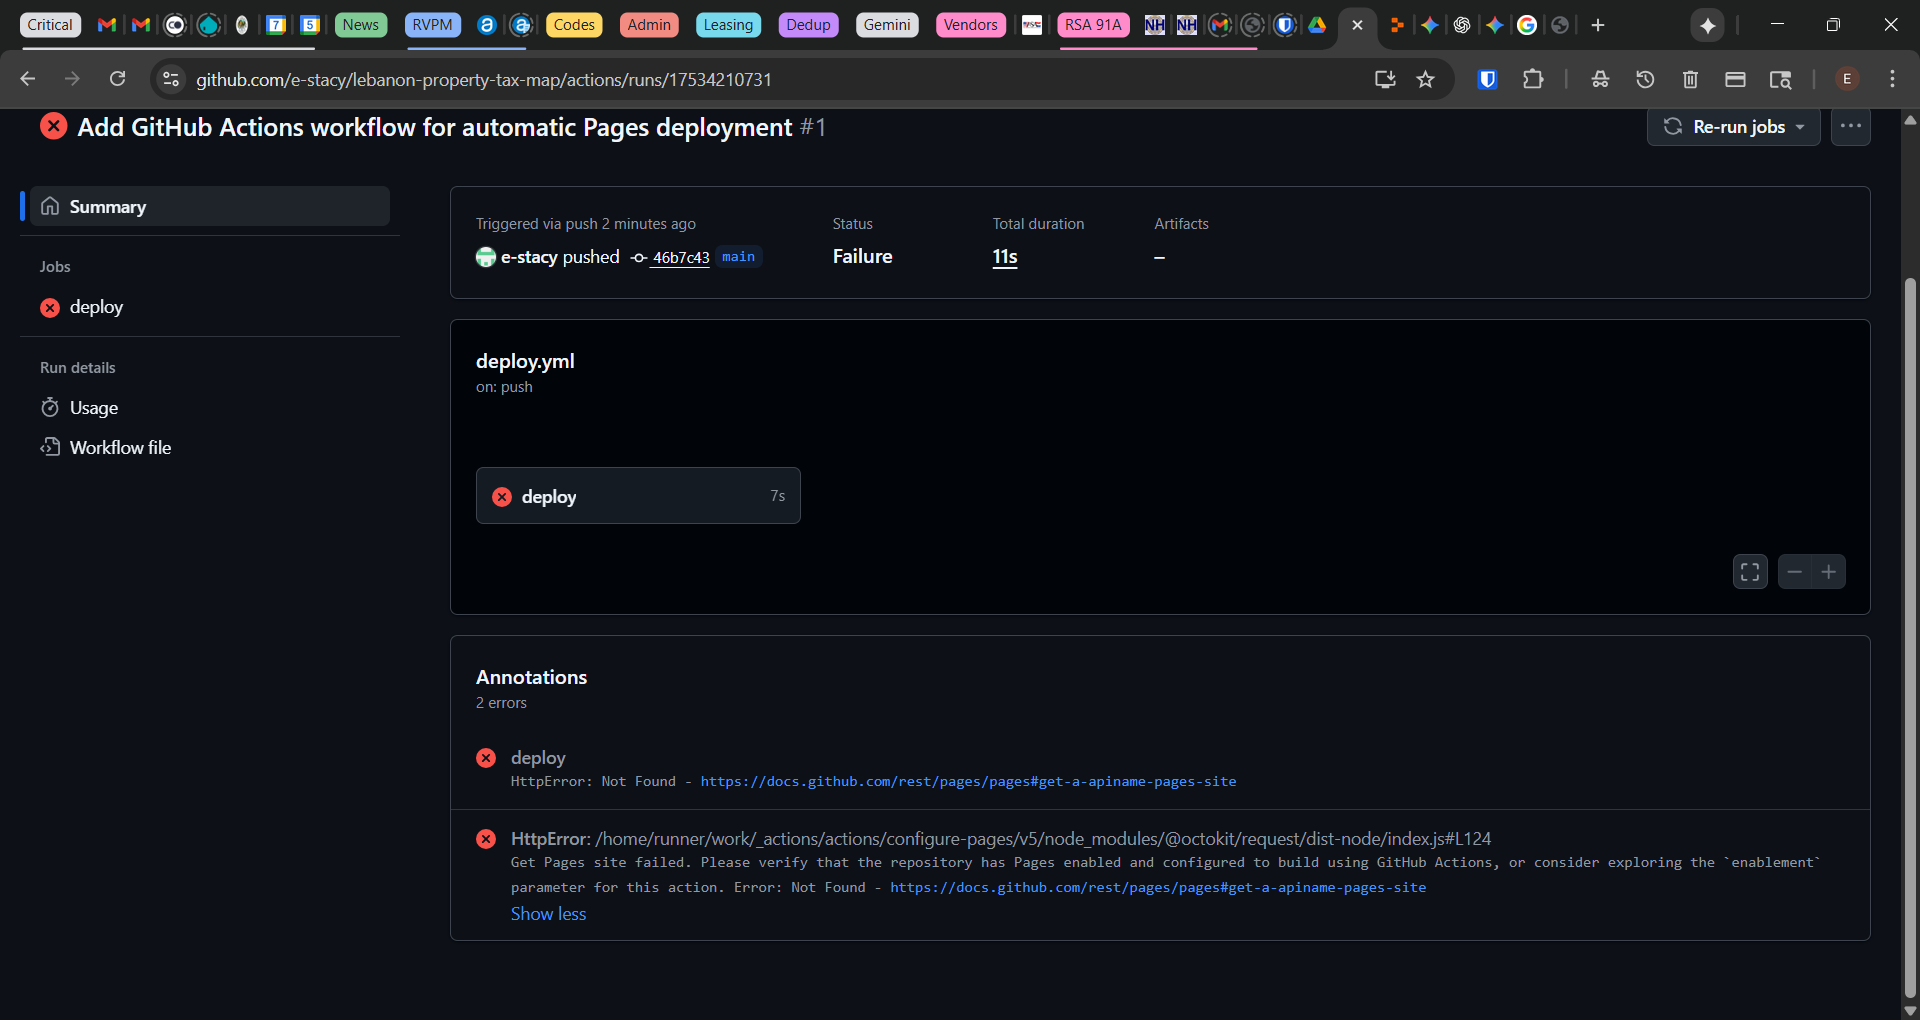 Critical
7
5
News
RVPM
Codes
Admin
Leasing
Dedup
Gemini
Vendors
RSA 91A
NH
NH
github.com/e-stacy/lebanon-property-tax-map/actions/runs/17534210731
E
Add GitHub Actions workflow for automatic Pages deployment #1
Re-run jobs
Summary
Jobs
deploy
Run details
Usage
Workflow file
Triggered via push 2 minutes ago
Status
Total duration
Artifacts
e-stacy pushed 46b7c43 main
Failure
11s
–
deploy.yml
on: push
deploy 7s
Annotations
2 errors
deploy
HttpError: Not Found - https://docs.github.com/rest/pages/pages#get-a-apiname-pages-site
HttpError: /home/runner/work/_actions/actions/configure-pages/v5/node_modules/@octokit/request/dist-node/index.js#L124
Get Pages site failed. Please verify that the repository has Pages enabled and configured to build using GitHub Actions, or consider exploring the `enablement`
parameter for this action. Error: Not Found - https://docs.github.com/rest/pages/pages#get-a-apiname-pages-site
Show less